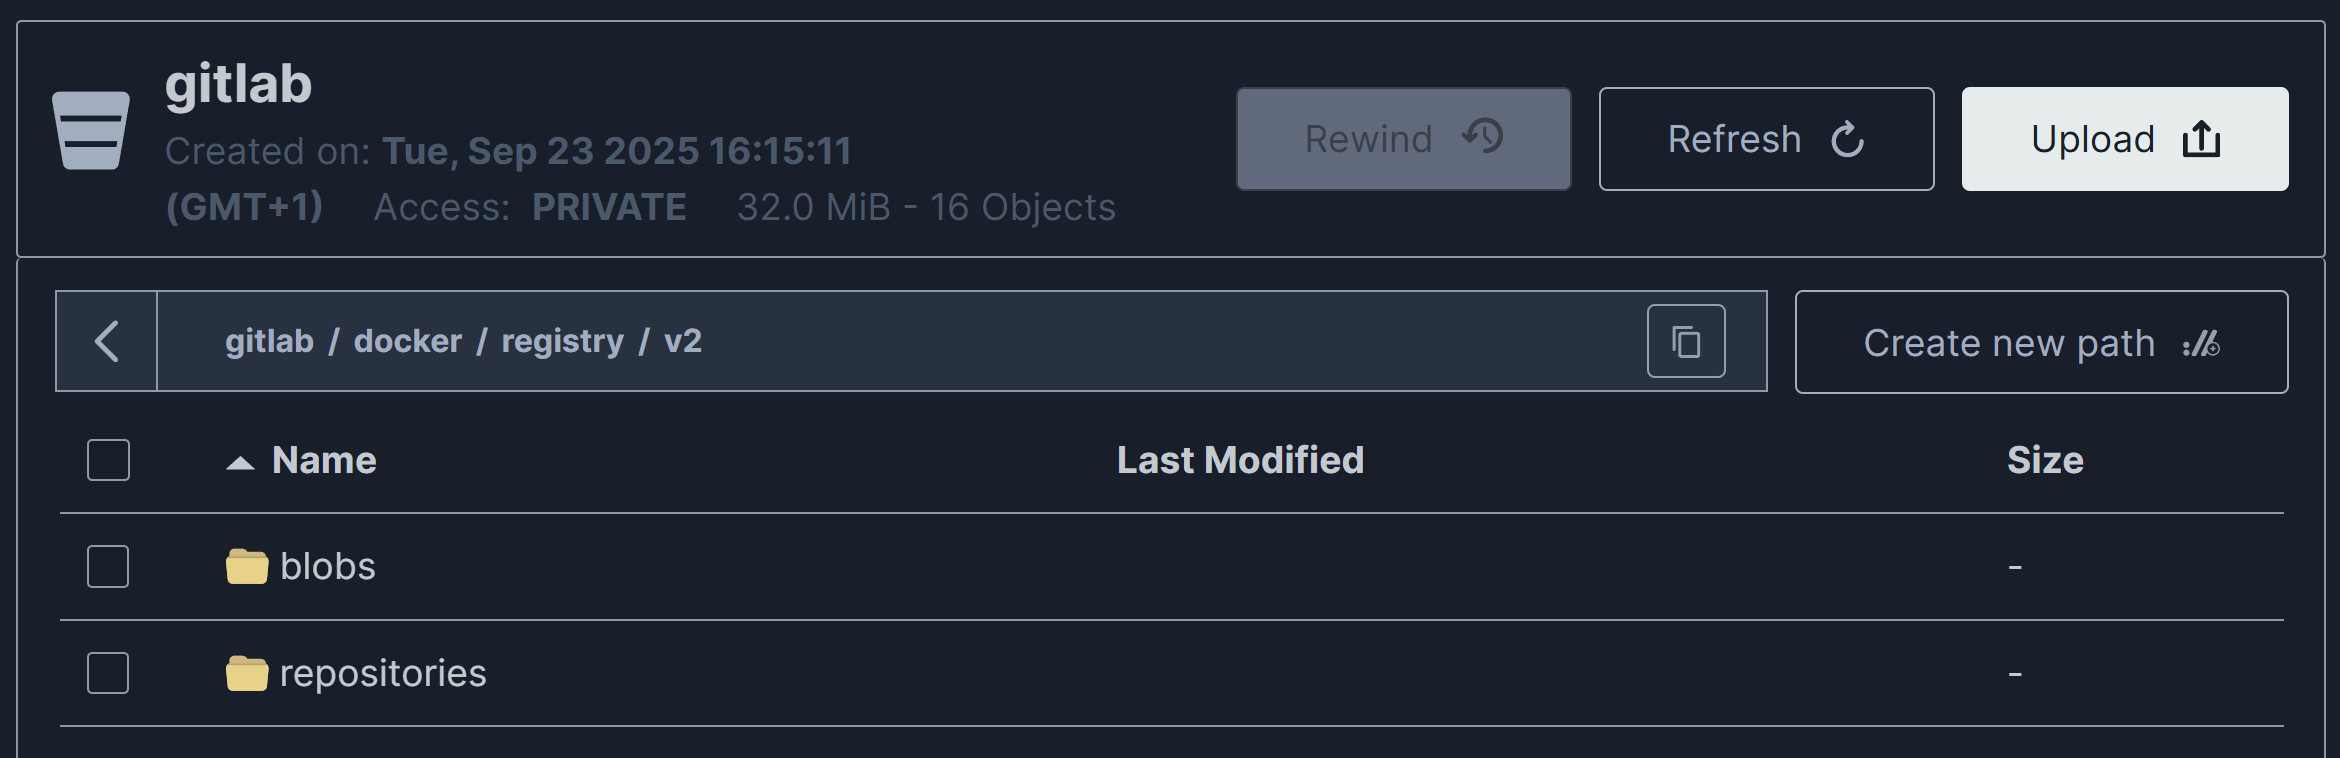 gitlab
Created on: Tue, Sep 23 2025 16:15:11
(GMT+1) Access: PRIVATE 32.0 MiB - 16 Objects
Rewind
Refresh
Upload
gitlab / docker / registry / v2
Create new path
Name Last Modified Size
blobs -
repositories -